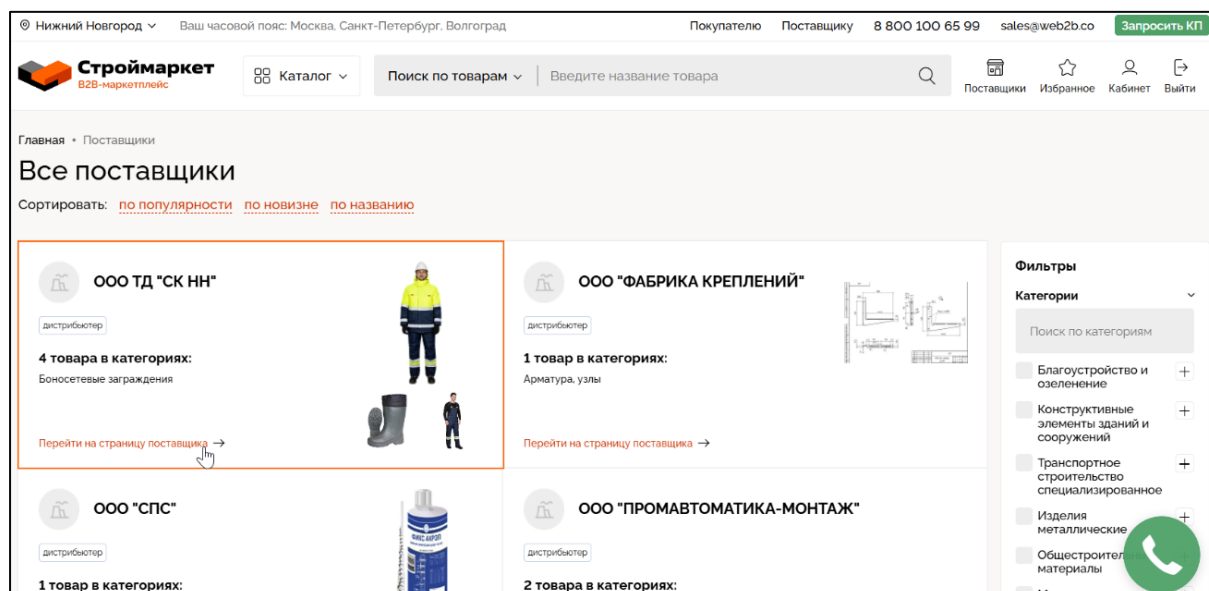 Нижний Новгород
Ваш часовой пояс: Москва, Санкт-Петербург, Волгоград
Покупателю
Поставщику
8 800 100 65 99
sales@web2b.co
Запросить КП
Строймаркет
B2B-маркетплейс
Каталог
Поиск по товарам
Введите название товара
Поставщики
Избранное
Кабинет
Выйти
Главная • Поставщики
Все поставщики
Сортировать: по популярности по новизне по названию
ООО ТД "СК НН"
дистрибьютер
4 товара в категориях:
Боносетевые заграждения
Перейти на страницу поставщика →
ООО "ФАБРИКА КРЕПЛЕНИЙ"
дистрибьютер
1 товар в категориях:
Арматура, узлы
Перейти на страницу поставщика →
ООО "СПС"
дистрибьютер
1 товар в категориях:
ООО "ПРОМАВТОМАТИКА-МОНТАЖ"
дистрибьютер
2 товара в категориях:
Фильтры
Категории
Поиск по категориям
Благоустройство и
озеленение
Конструктивные
элементы зданий и
сооружений
Транспортное
строительство
специализированное
Изделия
металлические
материалы